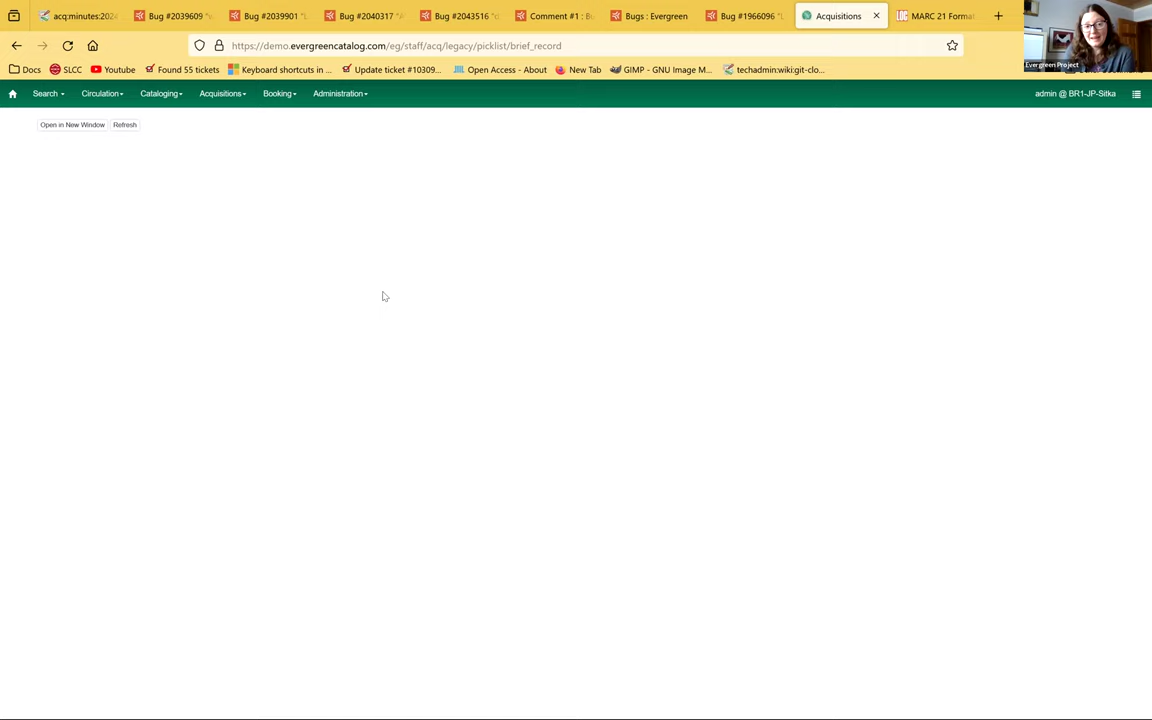 acq:minutes:2024
Bug #2039609 "
Bug #2039901 "L
Bug #2040317 "
Bug #2043516 "o
Comment #1 : Bu
Bugs : Evergreen
Bug #1966096 "L
Acquisitions
MARC 21 Format
https://demo.evergreencatalog.com/eg/staff/acq/legacy/picklist/brief_record
Evergreen Project
Docs
SLCC
Youtube
Found 55 tickets
Keyboard shortcuts in ...
Update ticket #10309...
Open Access - About
New Tab
GIMP - GNU Image M...
techadmin:wiki:git-clo...
Search
Circulation
Cataloging
Acquisitions
Booking
Administration
admin @ BR1-JP-Sitka
Open in New Window
Refresh